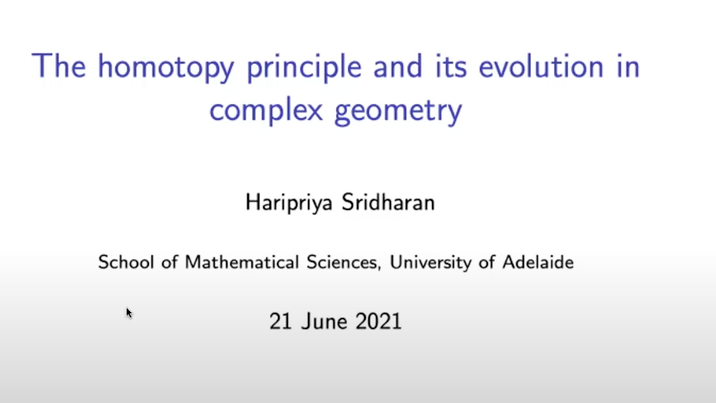 The homotopy principle and its evolution in
complex geometry
Haripriya Sridharan
School of Mathematical Sciences, University of Adelaide
21 June 2021